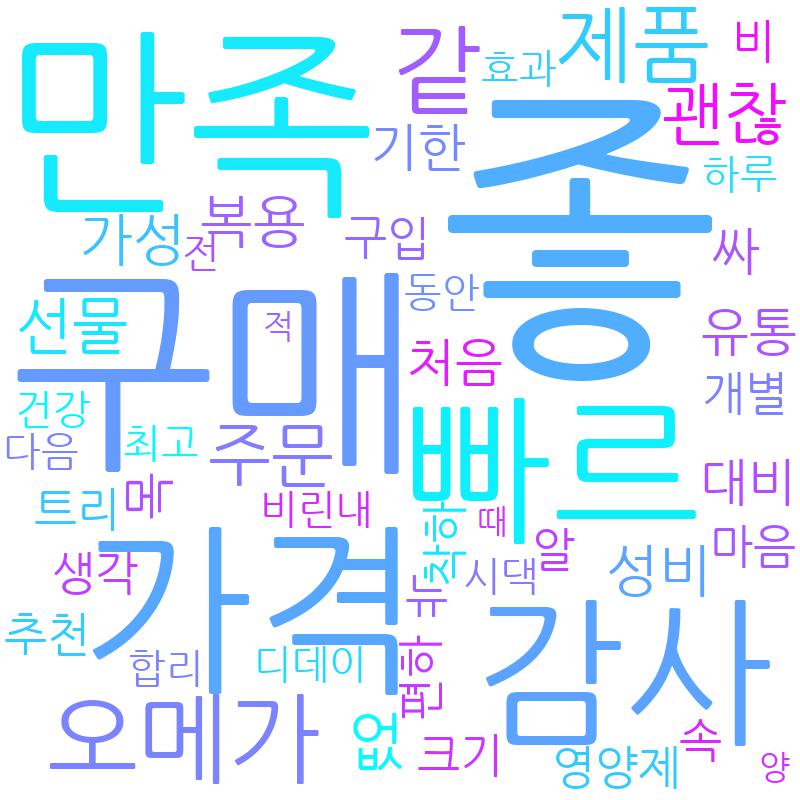 만족
같
제품
비
효과
괜찮
좋
기한
하루
가성
복용
전
구입
싸
구매
선물
적
동안
유통
처음
개별
건강
다음
최고
주문
빠르
대비
트리
먹
비린내
착하
때
알
마음
생각
가격
시댁
성비
뉴
추천
합리
디데이
편하
감사
오메가
없
크기
속
영양제
양